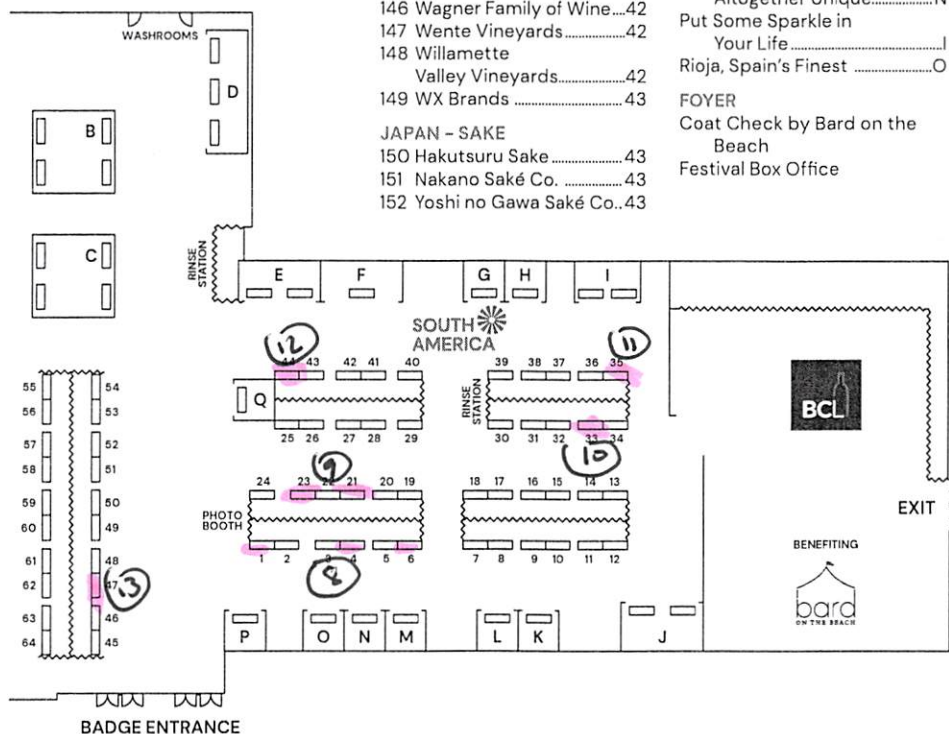 146 Wagner Family of Wine....42
147 Wente Vineyards................42
148 Willamette
Valley Vineyards.................42
149 WX Brands ............................43
JAPAN – SAKE
150 Hakutsuru Sake ..................43
151 Nakano Saké Co. ...............43
152 Yoshi no Gawa Saké Co..43
Altogether Unique................N
Put Some Sparkle in
Your Life .......................................I
Rioja, Spain's Finest .....................O
FOYER
Coat Check by Bard on the
Beach
Festival Box Office
WASHROOMS
D
B
C
RINSE
STATION
E F G H I
SOUTH
AMERICA
12
11
44 43 42 41 40
39 38 37 36 35
Q
RINSE
STATION
25 26 27 28 29
30 31 32 33 34
9
10
24 23 22 21 20 19
18 17 16 15 14 13
PHOTO
BOOTH
1 2 3 4 5 6
7 8 9 10 11 12
8
55 54
56 53
57 52
58 51
59 50
60 49
61 48
62 47
13
63 46
64 45
P O N M L K J
BCL
EXIT
BENEFITING
bard
ON THE BEACH
BADGE ENTRANCE